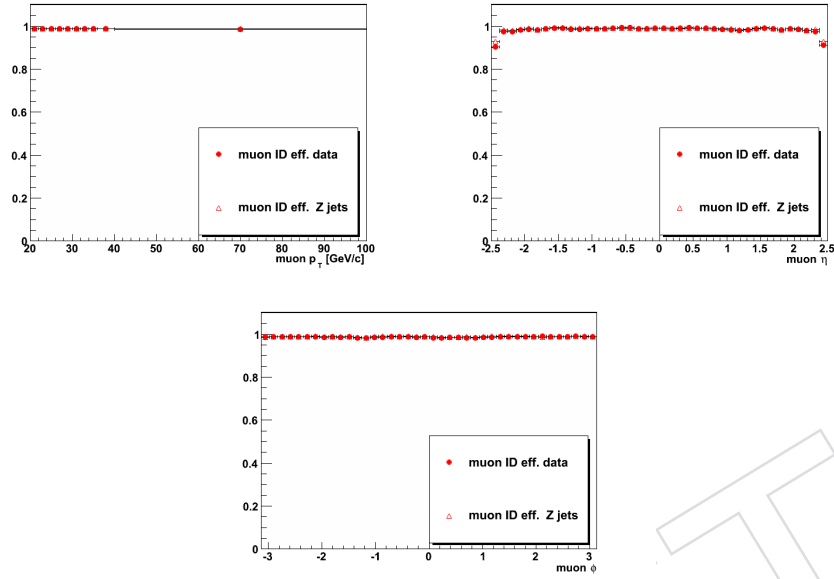 1
0.8
0.6
0.4
0.2
0
muon ID eff. data
muon ID eff. Z jets
20 30 40 50 60 70 80 90 100
muon p_T [GeV/c]
1
0.8
0.6
0.4
0.2
0
muon ID eff. data
muon ID eff. Z jets
-2.5 -2 -1.5 -1 -0.5 0 0.5 1 1.5 2 2.5
muon η
1
0.8
0.6
0.4
0.2
0
muon ID eff. data
muon ID eff. Z jets
-3 -2 -1 0 1 2 3
muon ϕ
T